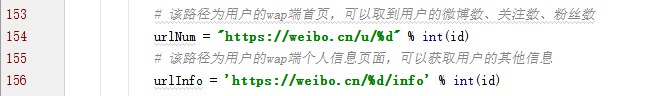 153 # 该路径为用户的wap端首页，可以取到用户的微博数、关注数、粉丝数
154 urlNum = "https://weibo.cn/u/%d" % int(id)
155 # 该路径为用户的wap端个人信息页面，可以获取用户的其他信息
156 urlInfo = 'https://weibo.cn/%d/info' % int(id)